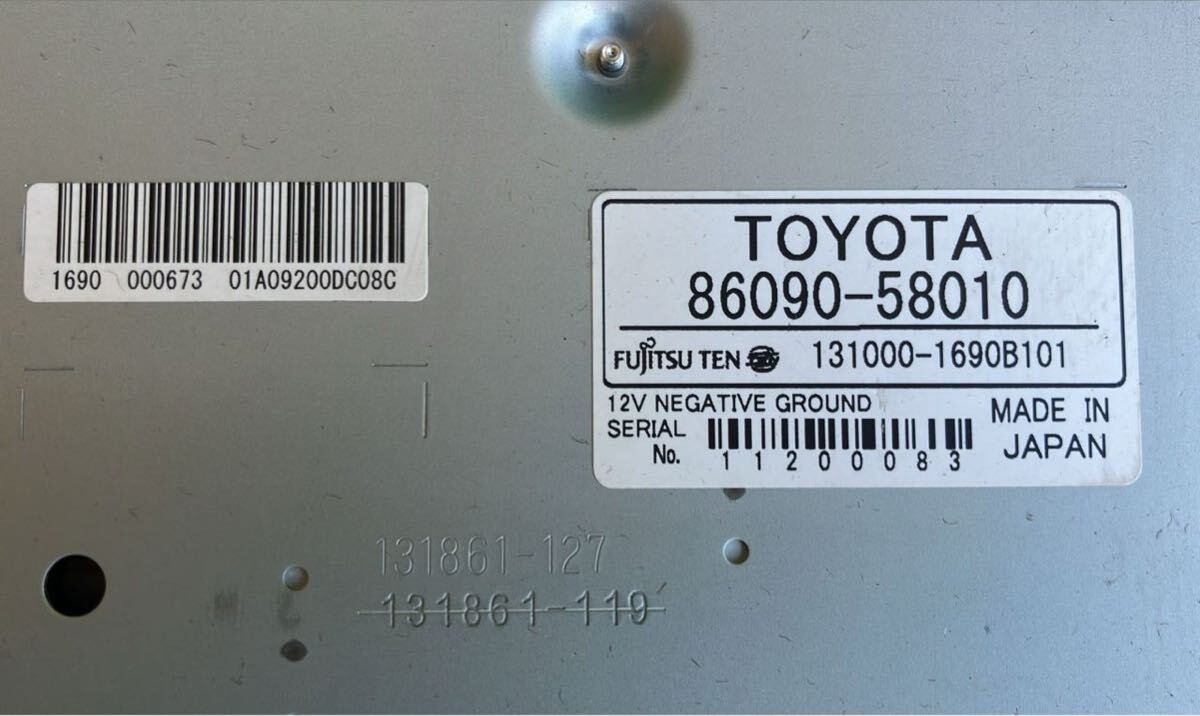 1690 000673 01A09200DC08C
TOYOTA
86090-58010
FUJITSU TEN 131000-1690B101
12V NEGATIVE GROUND
SERIAL No. 11200083
MADE IN JAPAN
131861-127
131861-119